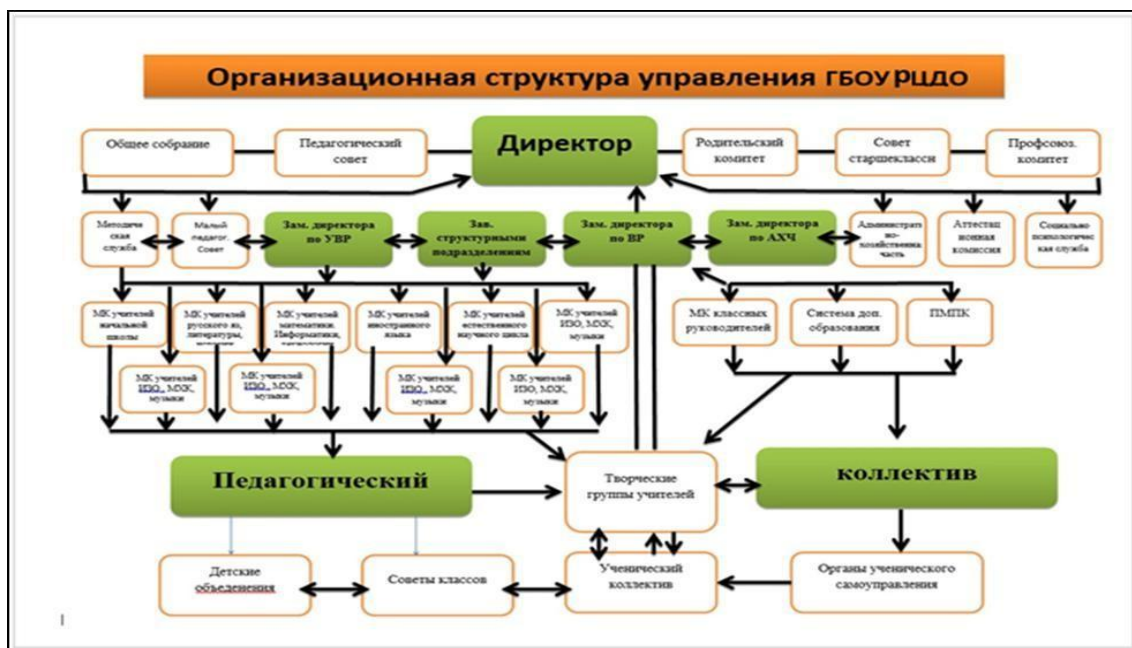 Организационная структура управления ГБОУРЦДО
Общее собрание
Педагогический
совет
Директор
Родительский
комитет
Совет
старшеклассн
Профсоюз.
комитет
Методиче
ская
служба
Малый
педагог.
Совет
Зам. директора
по УВР
Зав.
структурными
подразделениям
Зам. директора
по ВР
Зам. директора
по АХЧ
Администрат
но-
хозяйственна
часть
Аттестац
ионная
комиссия
Социально
психологичес
кая служба
МК учителей
начальной
школы
МК учителей
русского яз,
литературы,
МК учителей
математики.
Информатики,
МК учителей
иностранного
языка
МК учителей
естественного
научного цикла
МК учителей
ИЗО, МХК,
музыки
МК классных
руководителей
Система доп.
образования
ПМПК
МК учителей
ИЗО , МХК,
музыки
МК учителей
ИЗО , МХК,
музыки
МК учителей
ИЗО , МХК,
музыки
МК учителей
ИЗО, МХК,
музыки
Педагогический
Творческие
группы учителей
коллектив
Детские
объеденения
Советы классов
Ученический
коллектив
Органы ученического
самоуправления